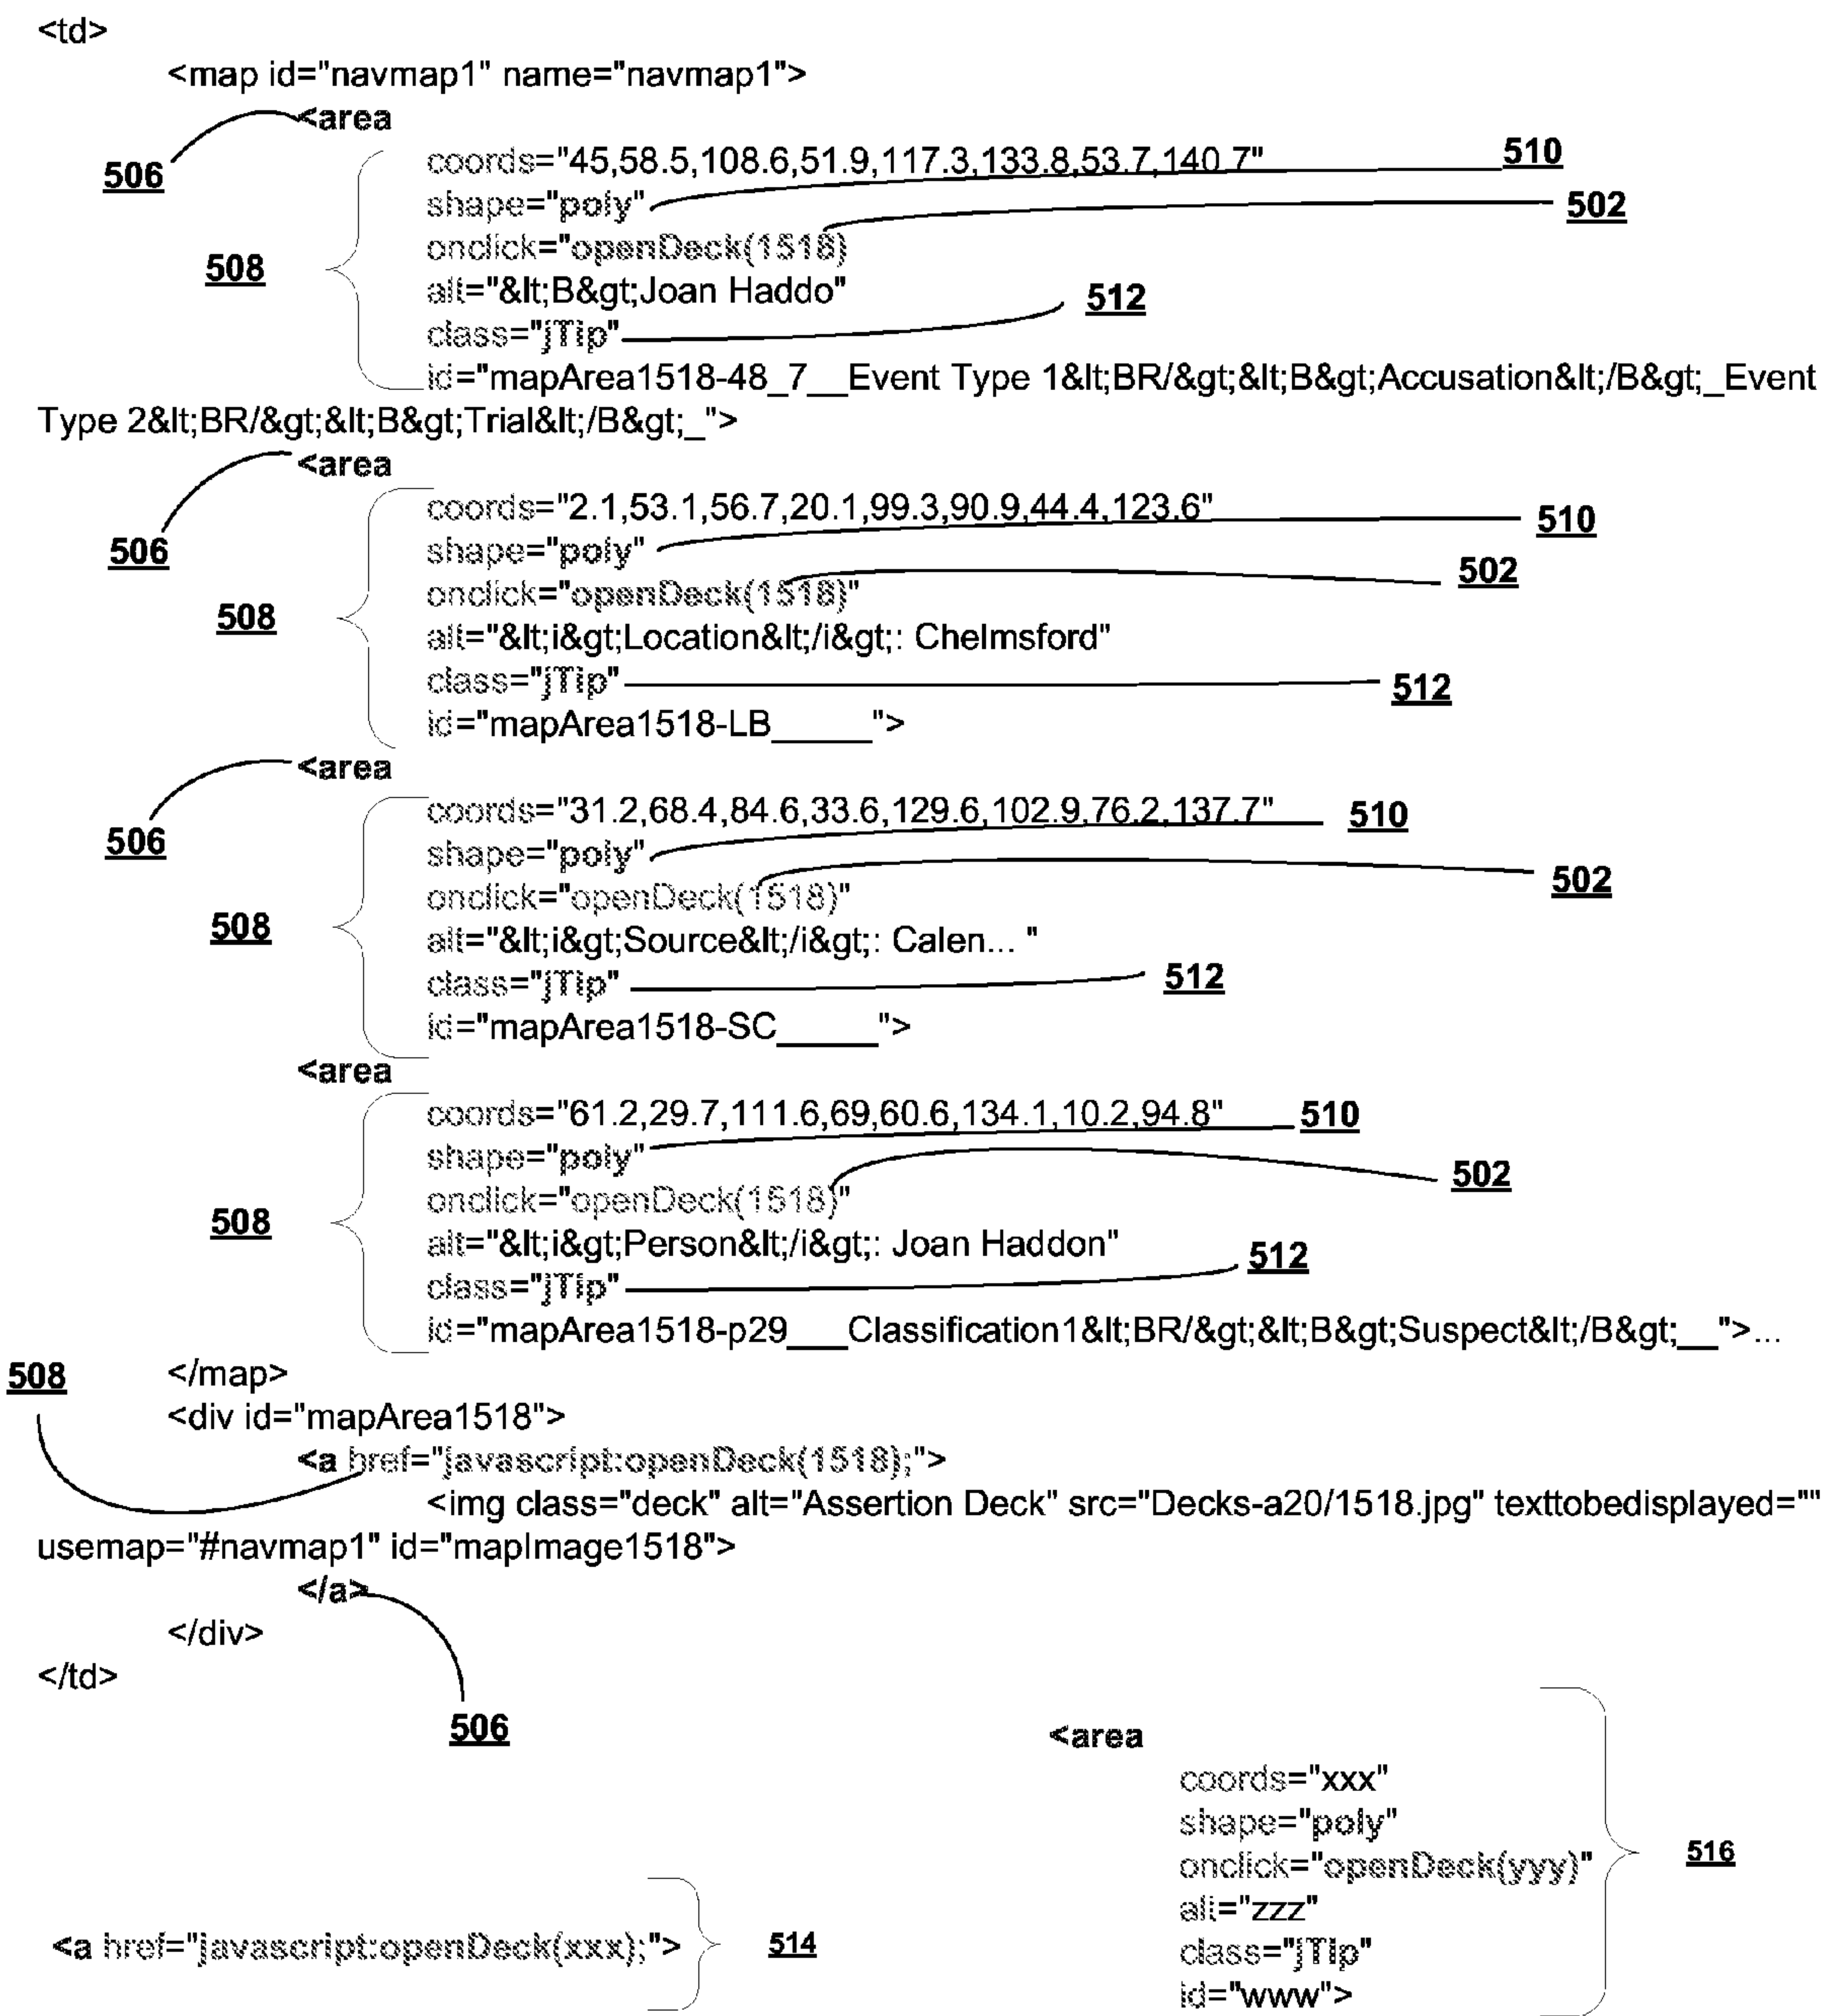 <td>
<map id="navmap1" name="navmap1">
<area
506
coords="45,58.5,108.6,51.9,117.3,133.8,53.7,140.7"
510
shape="poly"
502
onclick="openDeck(1518)
508
alt="&lt;B&gt;Joan Haddo"
512
class="jTip"
id="mapArea1518-48_7__Event Type 1&lt;BR/&gt;&lt;B&gt;Accusation&lt;/B&gt;_Event
Type 2&lt;BR/&gt;&lt;B&gt;Trial&lt;/B&gt;_">
<area
coords="2.1,53.1,56.7,20.1,99.3,90.9,44.4,123.6"
510
shape="poly"
506
502
onclick="openDeck(1518)"
508
alt="&lt;i&gt;Location&lt;/i&gt;: Chelmsford"
class="jTip"
512
id="mapArea1518-LB_____">
<area
coords="31.2,68.4,84.6,33.6,129.6,102.9,76.2,137.7"
510
506
shape="poly"
502
onclick="openDeck(1518)"
508
alt="&lt;i&gt;Source&lt;/i&gt;: Calen... "
class="jTip"
512
id="mapArea1518-SC_____">
<area
coords="61.2,29.7,111.6,69,60.6,134.1,10.2,94.8"
510
shape="poly"
502
onclick="openDeck(1518)"
508
alt="&lt;i&gt;Person&lt;/i&gt;: Joan Haddon"
512
class="jTip"
id="mapArea1518-p29___Classification1&lt;BR/&gt;&lt;B&gt;Suspect&lt;/B&gt;__">...
508
</map>
<div id="mapArea1518">
<a href="javascript:openDeck(1518);">
<img class="deck" alt="Assertion Deck" src="Decks-a20/1518.jpg" texttobedisplayed=""
usemap="#navmap1" id="mapImage1518">
</a>
</div>
</td>
506
<area
coords="xxx"
shape="poly"
onclick="openDeck(yyy)"
516
alt="zzz"
class="jTip"
id="www">
<a href="javascript:openDeck(xxx);">
514